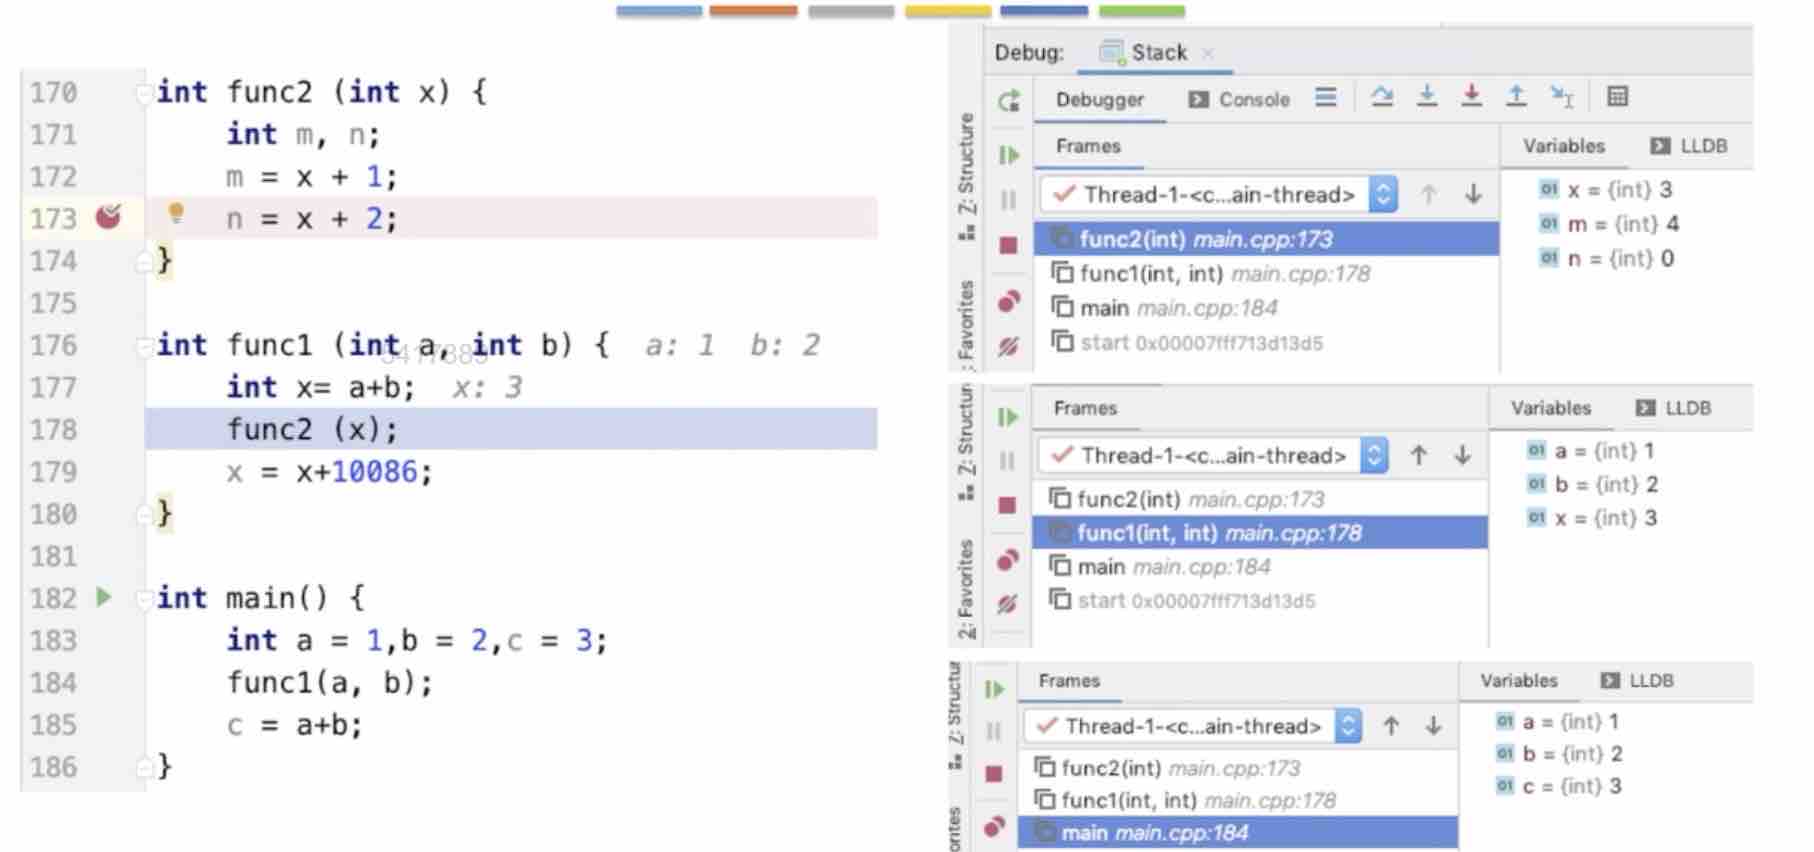 170 int func2 (int x) {
171 int m, n;
172 m = x + 1;
173 n = x + 2;
174 }
175
176 int func1 (int a, int b) { a: 1 b: 2
177 int x= a+b; x: 3
178 func2 (x);
179 x = x+10086;
180 }
181
182 int main() {
183 int a = 1,b = 2,c = 3;
184 func1(a, b);
185 c = a+b;
186 }
Debug: Stack ×
Debugger Console
Frames Variables LLDB
Thread-1-<c...ain-thread>
func2(int) main.cpp:173
func1(int, int) main.cpp:178
main main.cpp:184
start 0x00007fff713d13d5
x = {int} 3
m = {int} 4
n = {int} 0
Z: Structure
: Favorites
Frames Variables LLDB
Thread-1-<c...ain-thread>
func2(int) main.cpp:173
func1(int, int) main.cpp:178
main main.cpp:184
start 0x00007fff713d13d5
a = {int} 1
b = {int} 2
x = {int} 3
Z: Structur
2: Favorites
Frames Variables LLDB
Thread-1-<c...ain-thread>
func2(int) main.cpp:173
func1(int, int) main.cpp:178
main main.cpp:184
a = {int} 1
b = {int} 2
c = {int} 3
Z: Structu
orites